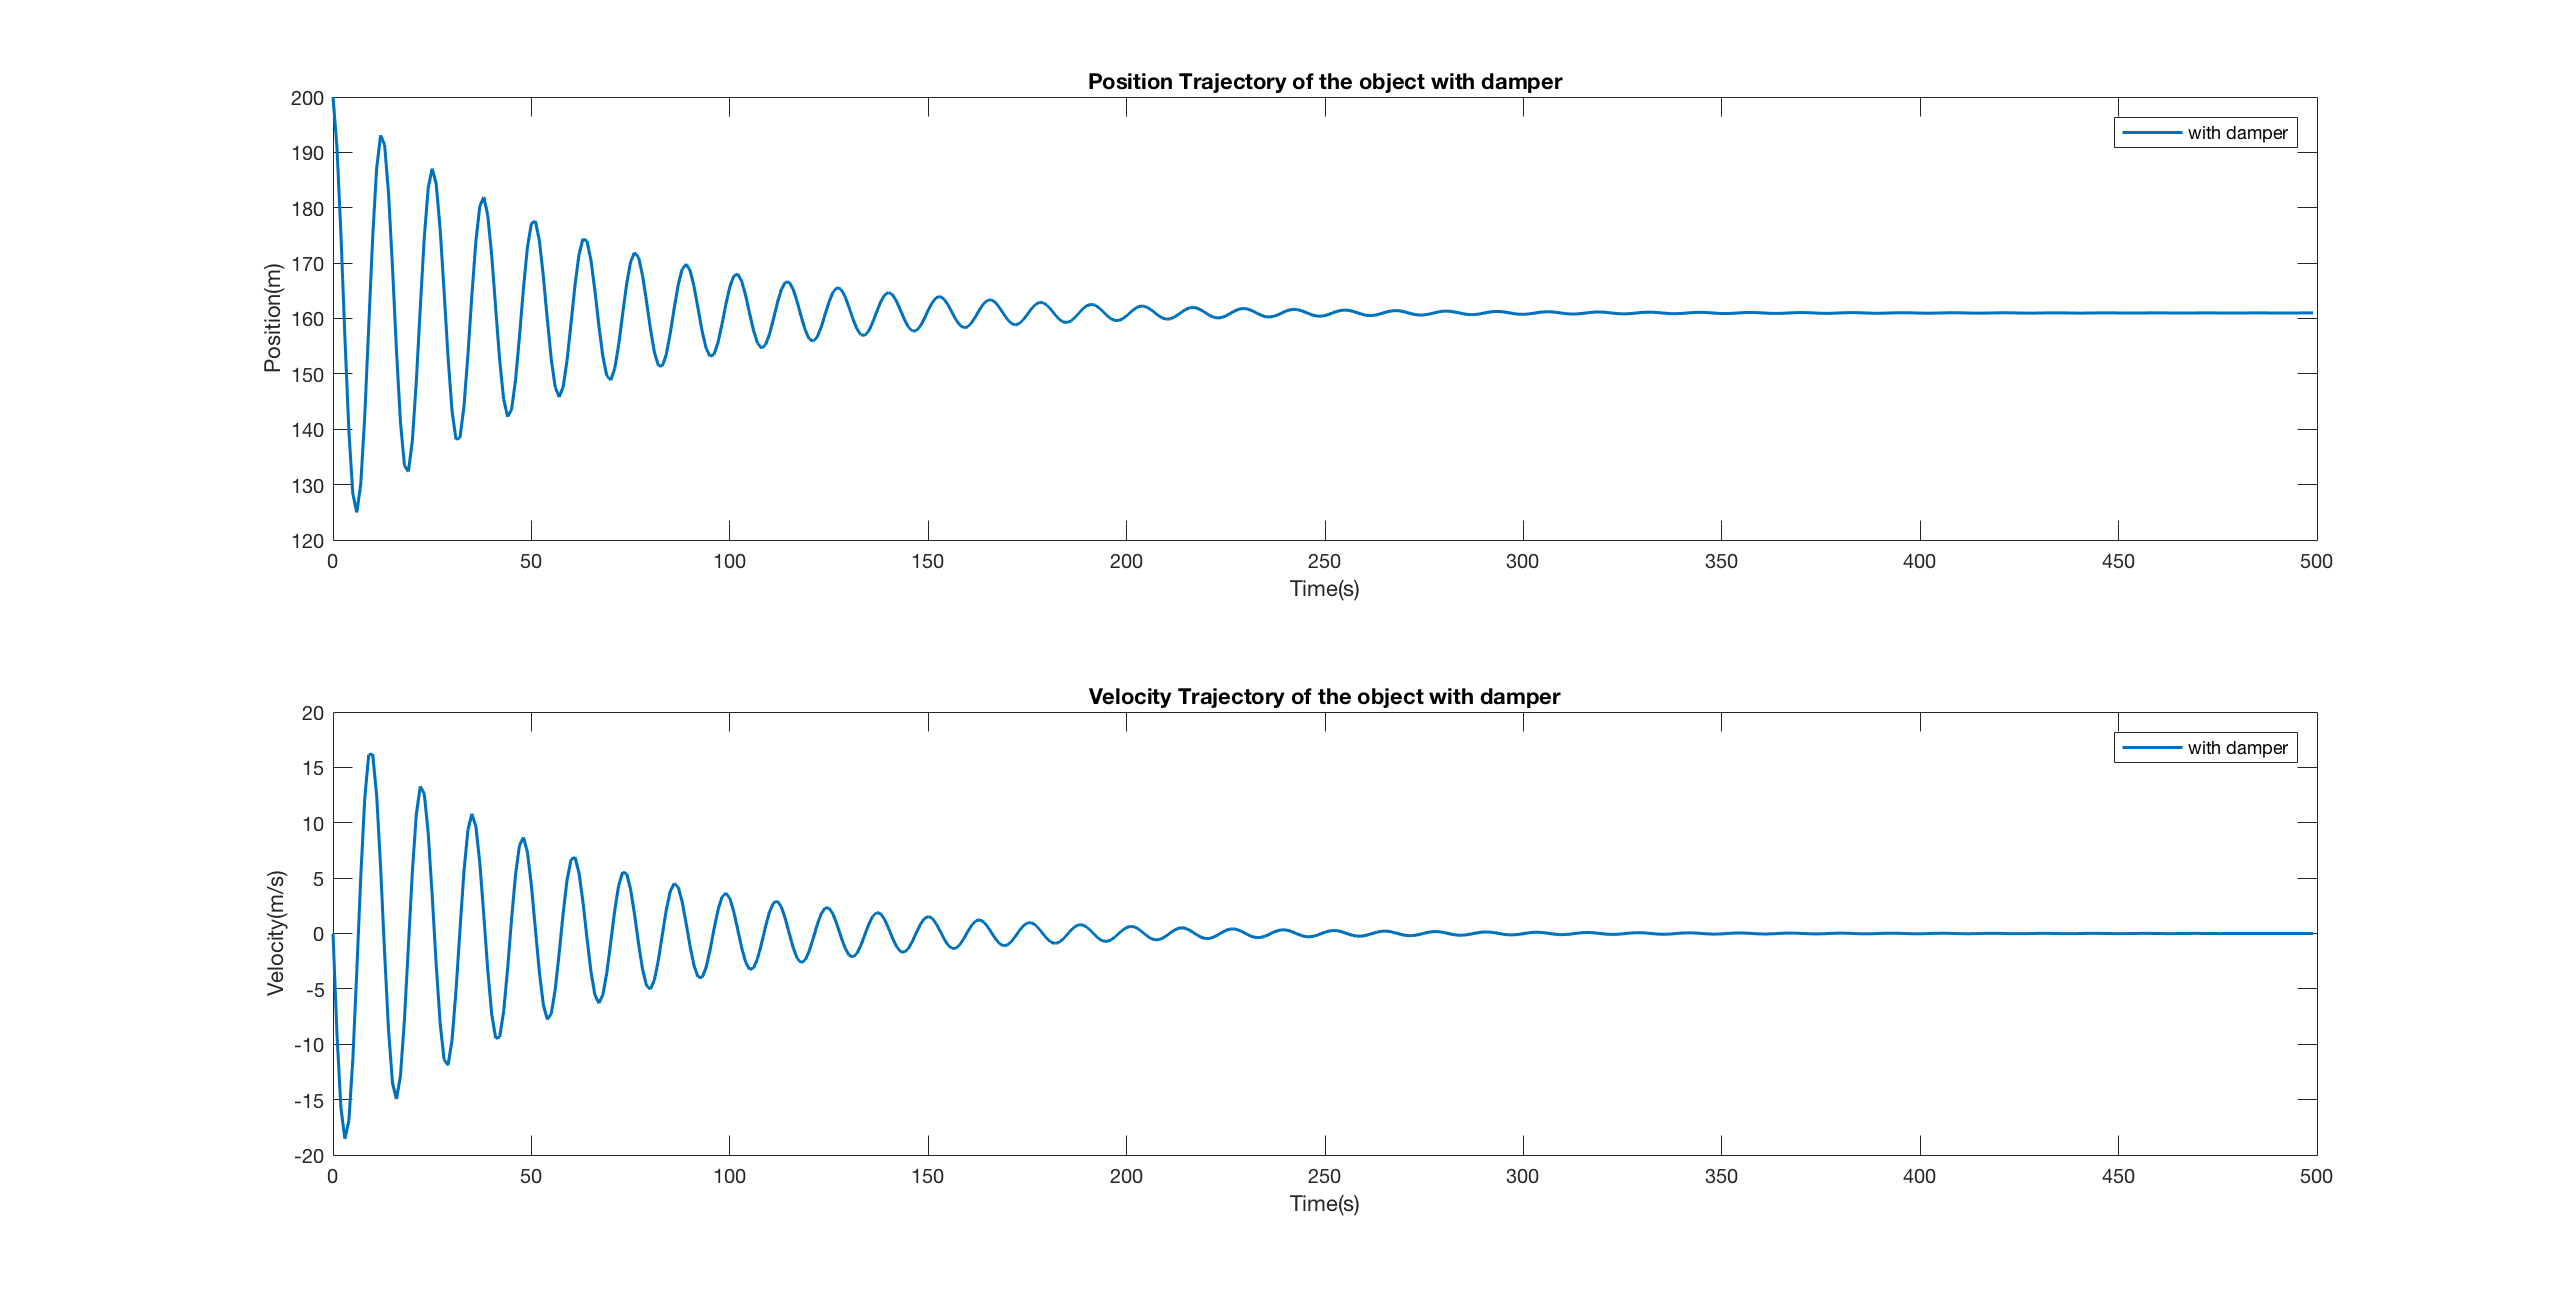 Position Trajectory of the object with damper
200
190
180
170
160
150
140
130
120
Position(m)
with damper
0 50 100 150 200 250 300 350 400 450 500
Time(s)
Velocity Trajectory of the object with damper
20
15
10
5
0
-5
-10
-15
-20
Velocity(m/s)
with damper
0 50 100 150 200 250 300 350 400 450 500
Time(s)